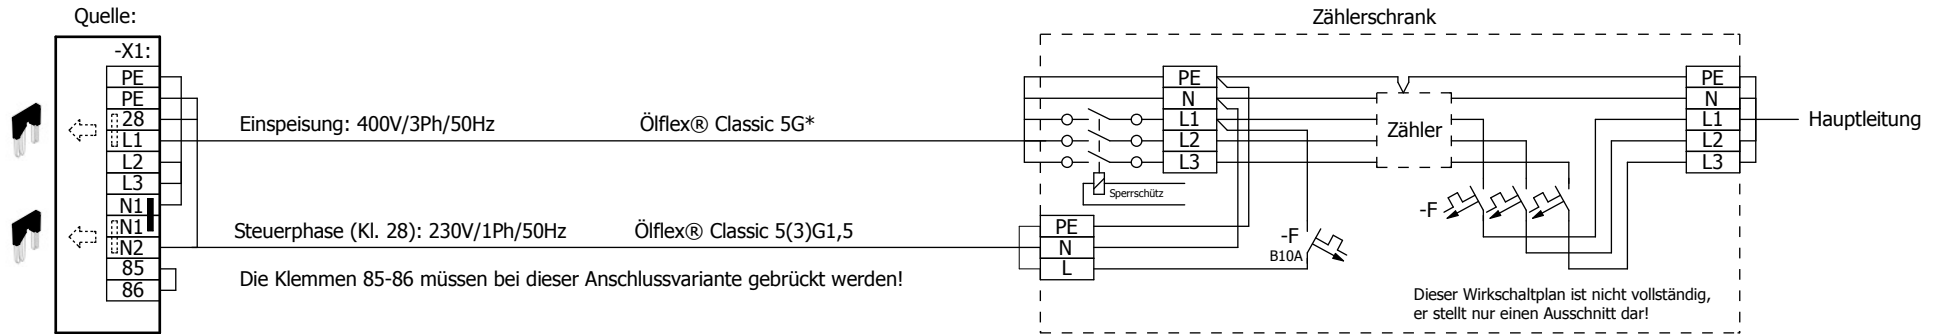 Quelle:
-X1:
PE
PE
28
L1
L2
L3
N1
N1
N2
85
86
Einspeisung: 400V/3Ph/50Hz
Ölflex® Classic 5G*
Steuerphase (Kl. 28): 230V/1Ph/50Hz
Ölflex® Classic 5(3)G1,5
Die Klemmen 85-86 müssen bei dieser Anschlussvariante gebrückt werden!
Zählerschrank
PE
N
L1
L2
L3
Sperrschütz
PE
N
L
-F
B10A
Zähler
-F
PE
N
L1
L2
L3
Hauptleitung
Dieser Wirkschaltplan ist nicht vollständig,
er stellt nur einen Ausschnitt dar!